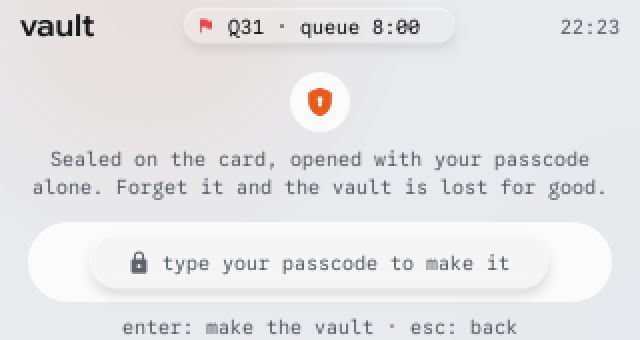 vault
Q31 · queue 8:00
22:23
Sealed on the card, opened with your passcode
alone. Forget it and the vault is lost for good.
type your passcode to make it
enter: make the vault · esc: back